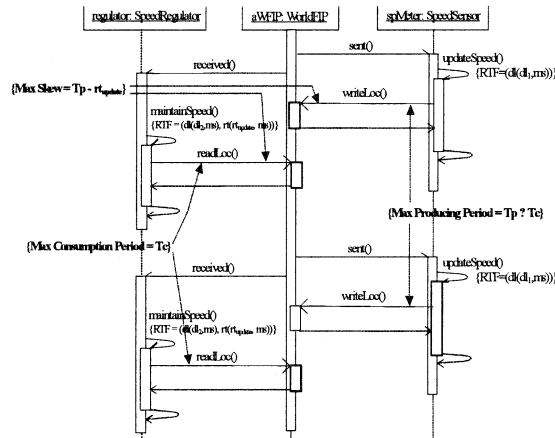 regulator: SpeedRegulator
aWFIP: WorldFIP
spMeter: SpeedSensor
sent()
received()
updateSpeed()
{RTF=(dl(dl1,ms))}
{Max Skew = Tp - rtupdate}
writeLoc()
maintainSpeed()
{RTF = (dl(dl2,ms), rt(rtupdate, ms))}
readLoc()
{Max Producing Period = Tp ? Tc}
{Max Consumption Period = Tc}
sent()
received()
updateSpeed()
{RTF=(dl(dl1,ms))}
writeLoc()
maintainSpeed()
{RTF = (dl(dl2,ms), rt(rtupdate, ms))}
readLoc()